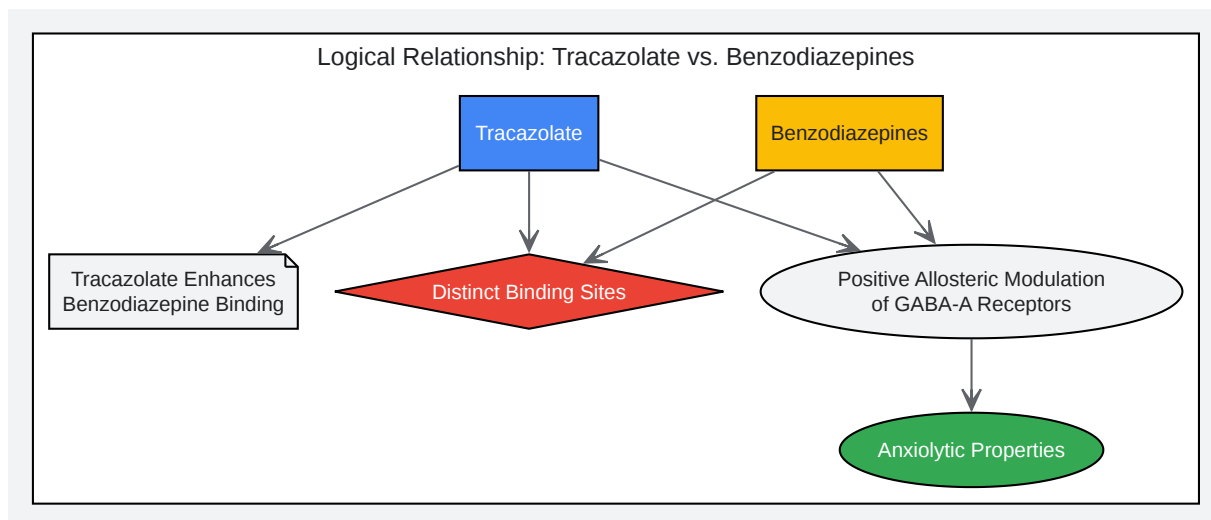 Logical Relationship: Tracazolate vs. Benzodiazepines
Tracazolate
Benzodiazepines
Tracazolate Enhances
Benzodiazepine Binding
Distinct Binding Sites
Positive Allosteric Modulation
of GABA-A Receptors
Anxiolytic Properties